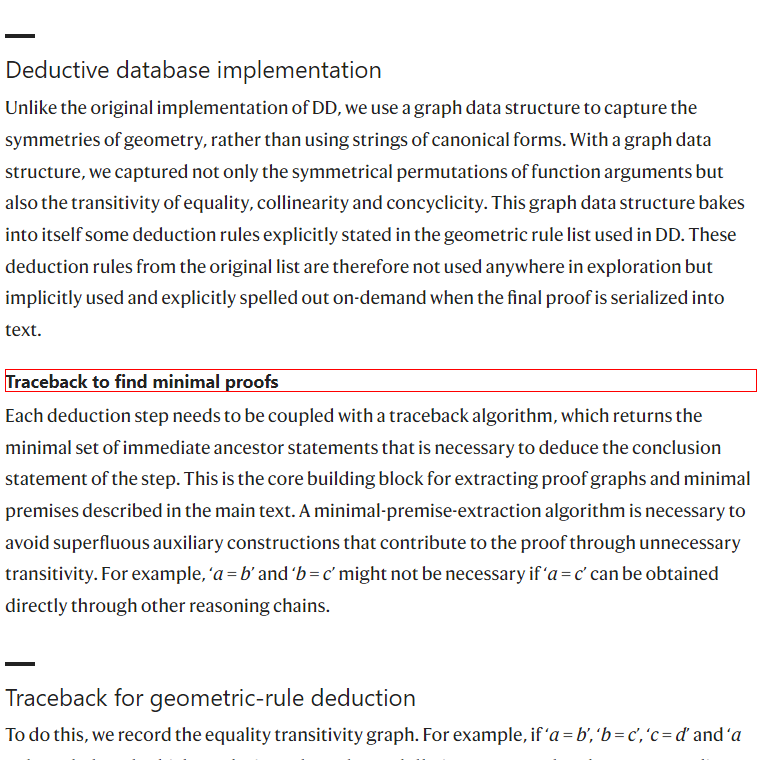 Deductive database implementation
Unlike the original implementation of DD, we use a graph data structure to capture the
symmetries of geometry, rather than using strings of canonical forms. With a graph data
structure, we captured not only the symmetrical permutations of function arguments but
also the transitivity of equality, collinearity and concyclicity. This graph data structure bakes
into itself some deduction rules explicitly stated in the geometric rule list used in DD. These
deduction rules from the original list are therefore not used anywhere in exploration but
implicitly used and explicitly spelled out on-demand when the final proof is serialized into
text.
Traceback to find minimal proofs
Each deduction step needs to be coupled with a traceback algorithm, which returns the
minimal set of immediate ancestor statements that is necessary to deduce the conclusion
statement of the step. This is the core building block for extracting proof graphs and minimal
premises described in the main text. A minimal-premise-extraction algorithm is necessary to
avoid superfluous auxiliary constructions that contribute to the proof through unnecessary
transitivity. For example, ‘a = b’ and ‘b = c’ might not be necessary if ‘a = c’ can be obtained
directly through other reasoning chains.
Traceback for geometric-rule deduction
To do this, we record the equality transitivity graph. For example, if ‘a = b’, ‘b = c’, ‘c = d’ and ‘a